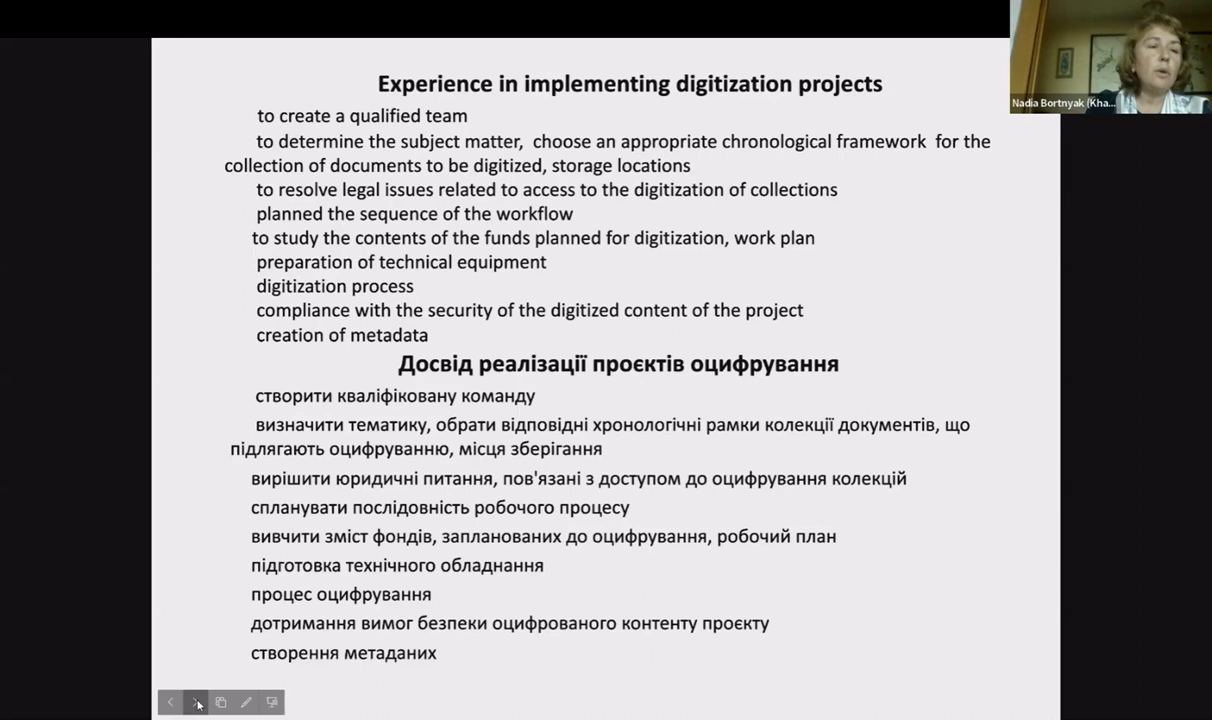 Experience in implementing digitization projects
to create a qualified team
to determine the subject matter, choose an appropriate chronological framework for the
collection of documents to be digitized, storage locations
to resolve legal issues related to access to the digitization of collections
planned the sequence of the workflow
to study the contents of the funds planned for digitization, work plan
preparation of technical equipment
digitization process
compliance with the security of the digitized content of the project
creation of metadata
Досвід реалізації проєктів оцифрування
створити кваліфіковану команду
визначити тематику, обрати відповідні хронологічні рамки колекції документів, що
підлягають оцифруванню, місця зберігання
вирішити юридичні питання, пов'язані з доступом до оцифрування колекцій
спланувати послідовність робочого процесу
вивчити зміст фондів, запланованих до оцифрування, робочий план
підготовка технічного обладнання
процес оцифрування
дотримання вимог безпеки оцифрованого контенту проєкту
створення метаданих
Nadia Bortnyak (Kha...